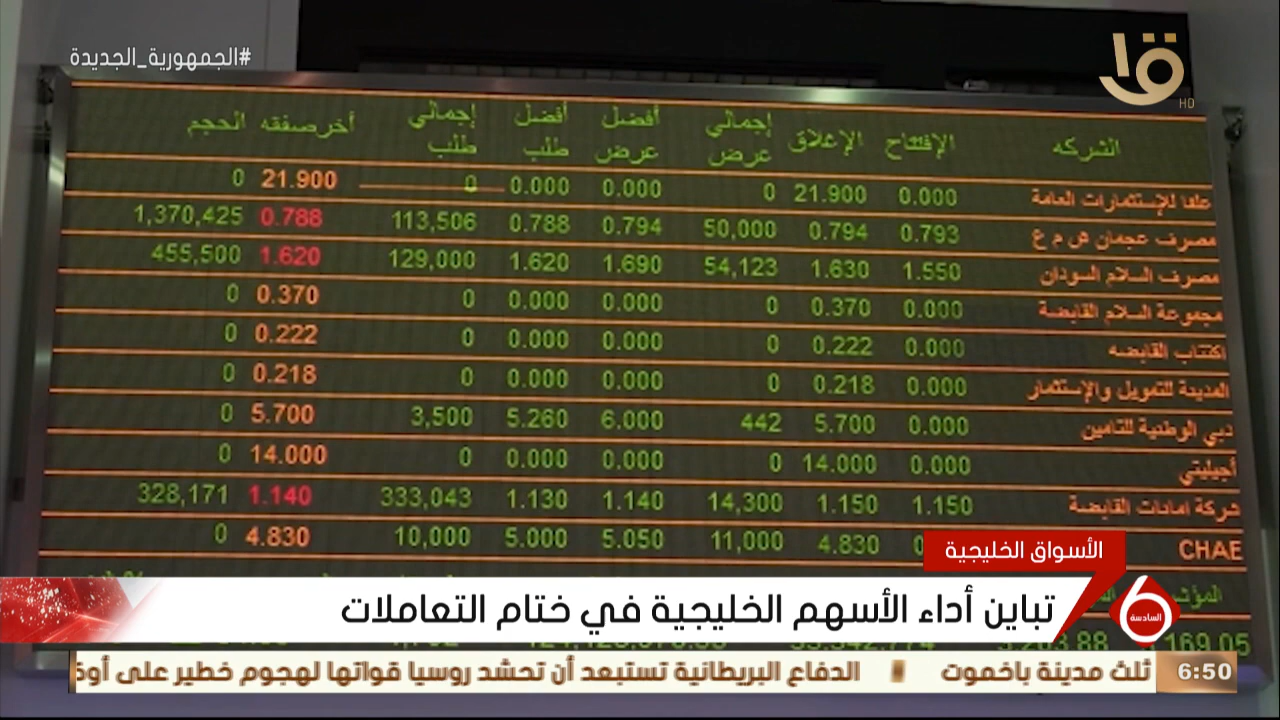 #الجمهورية_الجديدة
HD
الشركه الإفتتاح الإغلاق إجمالي عرض أفضل عرض أفضل طلب إجمالي طلب أخر صفقه الحجم
علفا للإستثمارات العامة 0.000 21.900 0 0.000 0.000 0 21.900 0
مصرف عجمان ش م ع 0.793 0.794 50,000 0.794 0.788 113,506 0.788 1,370,425
مصرف السلام السودان 1.550 1.630 54,123 1.690 1.620 129,000 1.620 455,500
مجموعة السلام القابضة 0.000 0.370 0 0.000 0.000 0 0.370 0
اكتتاب القابضه 0.000 0.222 0 0.000 0.000 0 0.222 0
المدينة للتمويل والإستثمار 0.000 0.218 0 0.000 0.000 0 0.218 0
دبي الوطنية للتامين 0.000 5.700 442 6.000 5.260 3,500 5.700 0
أجيليتي 0.000 14.000 0 0.000 0.000 0 14.000 0
شركة امانات القابضة 1.150 1.150 14,300 1.140 1.130 333,043 1.140 328,171
CHAE 4.830 11,000 5.050 5.000 10,000 4.830 0
الأسواق الخليجية
السادسة
تباين أداء الأسهم الخليجية في ختام التعاملات
6:50 ثلث مدينة باخموت الدفاع البريطانية تستبعد أن تحشد روسيا قواتها لهجوم خطير على أوك